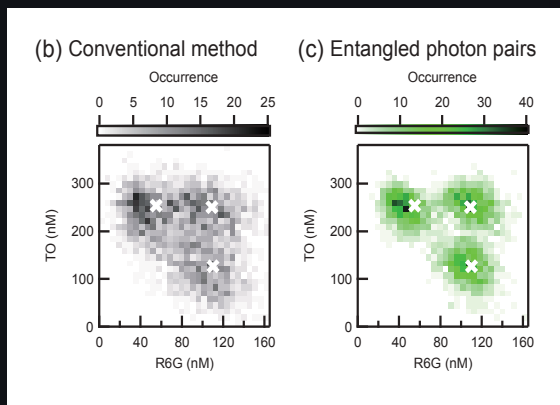 (b) Conventional method
Occurrence
0 5 10 15 20 25
TO (nM)
300
200
100
0
0 40 80 120 160
R6G (nM)
(c) Entangled photon pairs
Occurrence
0 10 20 30 40
TO (nM)
300
200
100
0
0 40 80 120 160
R6G (nM)